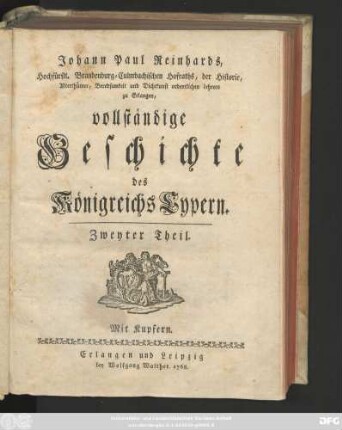 Johann Paul Reinhards,
Hochfürstl. Brandenburg-Culmbachischen Hofraths, der Historie,
Alterthümer, Beredsamkeit und Dichtkunst ordentlichen Lehrers
zu Erlangen,
vollständige
Geschichte
des
Königreichs Cypern.
Zweyter Theil.
Mit Kupfern.
Erlangen und Leipzig
bey Wolfgang Walther 1768.
DFG